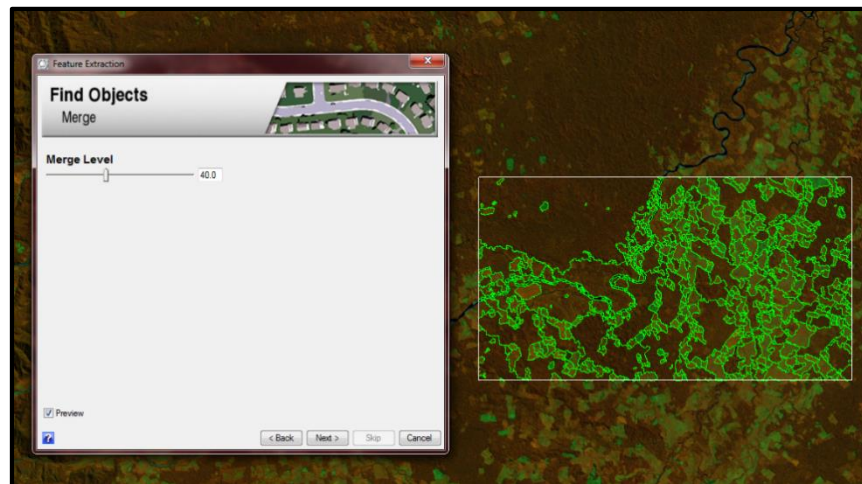 Feature Extraction
Find Objects
Merge
Merge Level
40.0
Preview
?
< Back Next > Skip Cancel